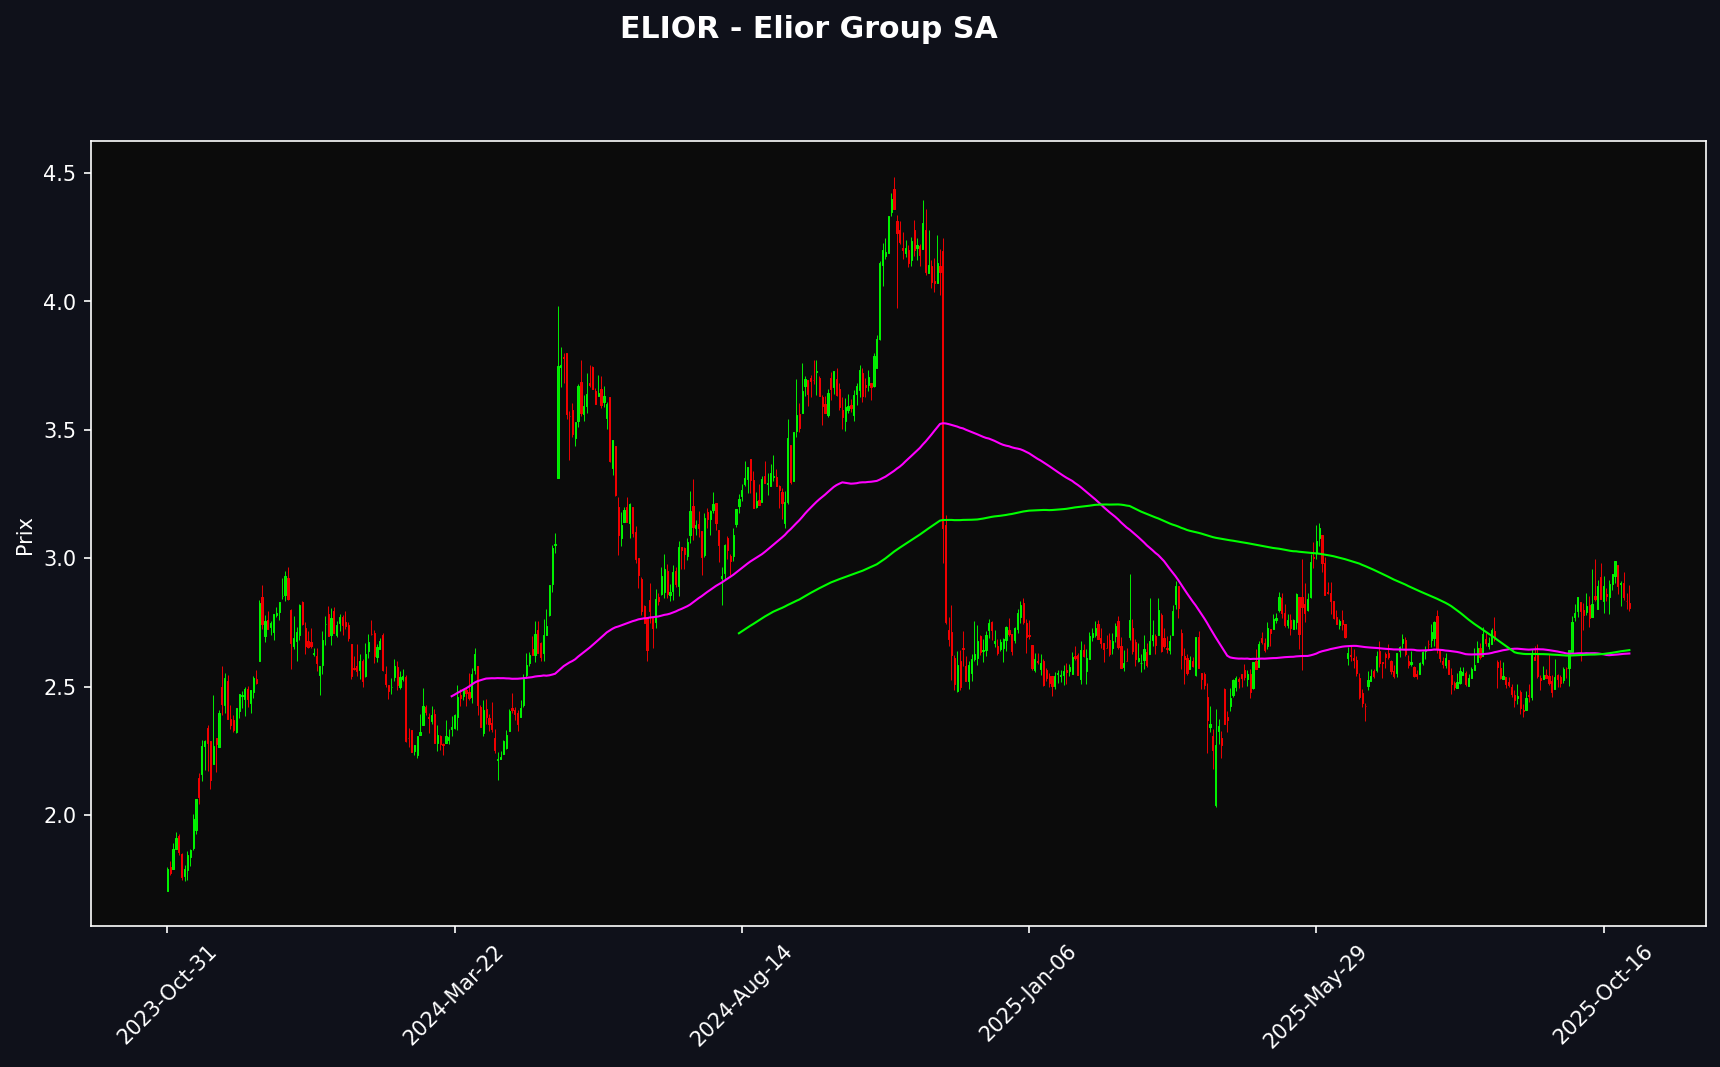 ELIOR - Elior Group SA
Prix
4.5
4.0
3.5
3.0
2.5
2.0
2023-Oct-31
2024-Mar-22
2024-Aug-14
2025-Jan-06
2025-May-29
2025-Oct-16